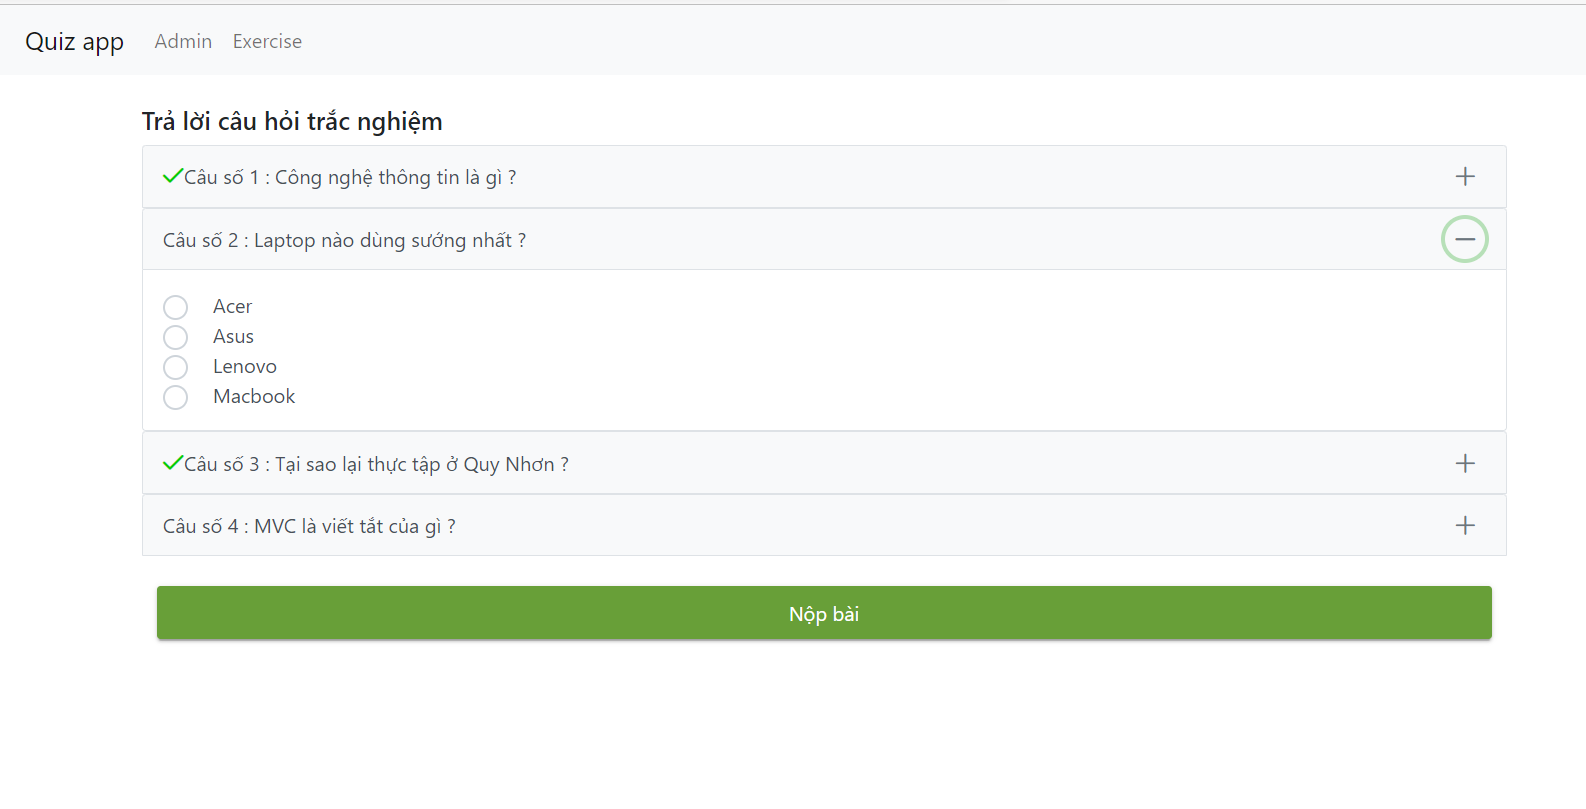 Quiz app Admin Exercise
Trả lời câu hỏi trắc nghiệm
Câu số 1 : Công nghệ thông tin là gì ?
Câu số 2 : Laptop nào dùng sướng nhất ?
Acer
Asus
Lenovo
Macbook
Câu số 3 : Tại sao lại thực tập ở Quy Nhơn ?
Câu số 4 : MVC là viết tắt của gì ?
Nộp bài